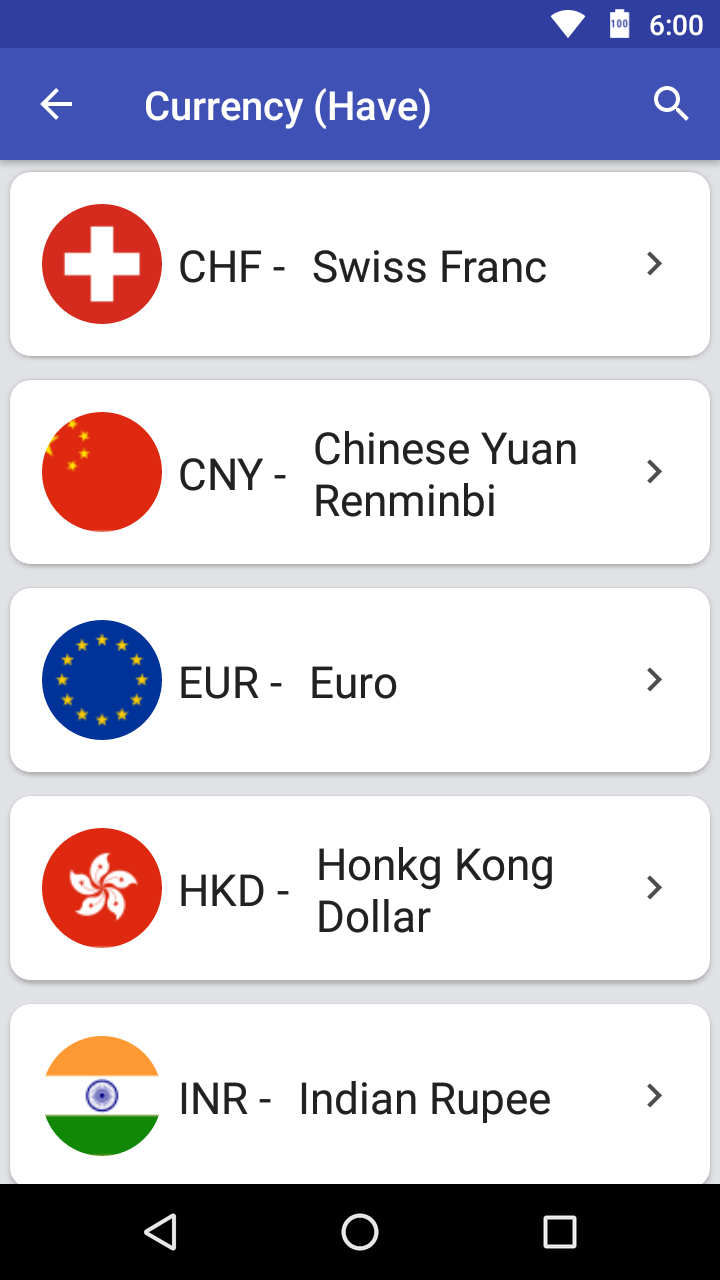 100 6:00
Currency (Have)
CHF - Swiss Franc
CNY - Chinese Yuan
Renminbi
EUR - Euro
HKD - Honkg Kong
Dollar
INR - Indian Rupee